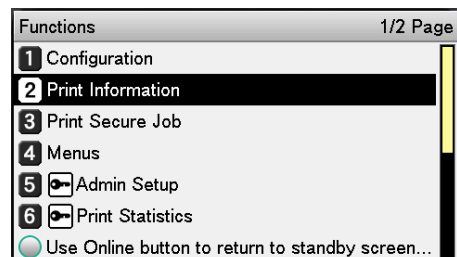 Functions 1/2 Page
1 Configuration
2 Print Information
3 Print Secure Job
4 Menus
5 Admin Setup
6 Print Statistics
Use Online button to return to standby screen...